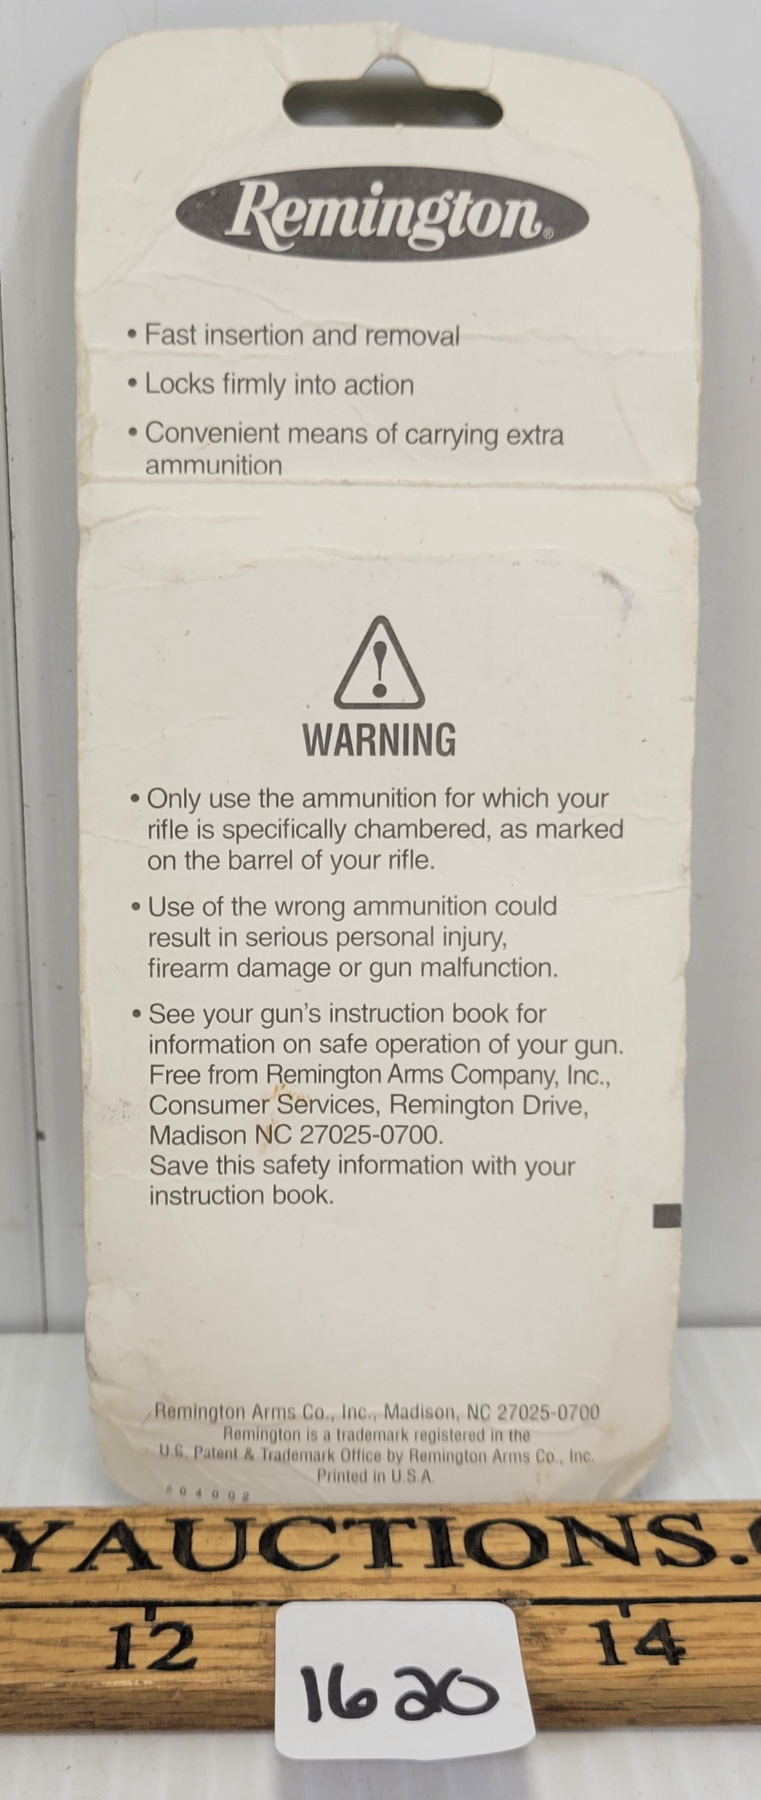 Remington®
• Fast insertion and removal
• Locks firmly into action
• Convenient means of carrying extra
ammunition
WARNING
• Only use the ammunition for which your
rifle is specifically chambered, as marked
on the barrel of your rifle.
• Use of the wrong ammunition could
result in serious personal injury,
firearm damage or gun malfunction.
• See your gun's instruction book for
information on safe operation of your gun.
Free from Remington Arms Company, Inc.,
Consumer Services, Remington Drive,
Madison NC 27025-0700.
Save this safety information with your
instruction book.
Remington Arms Co., Inc., Madison, NC 27025-0700
Remington is a trademark registered in the
U.S. Patent & Trademark Office by Remington Arms Co., Inc.
Printed in U.S.A.
YAUCTIONS.
12 14
1620